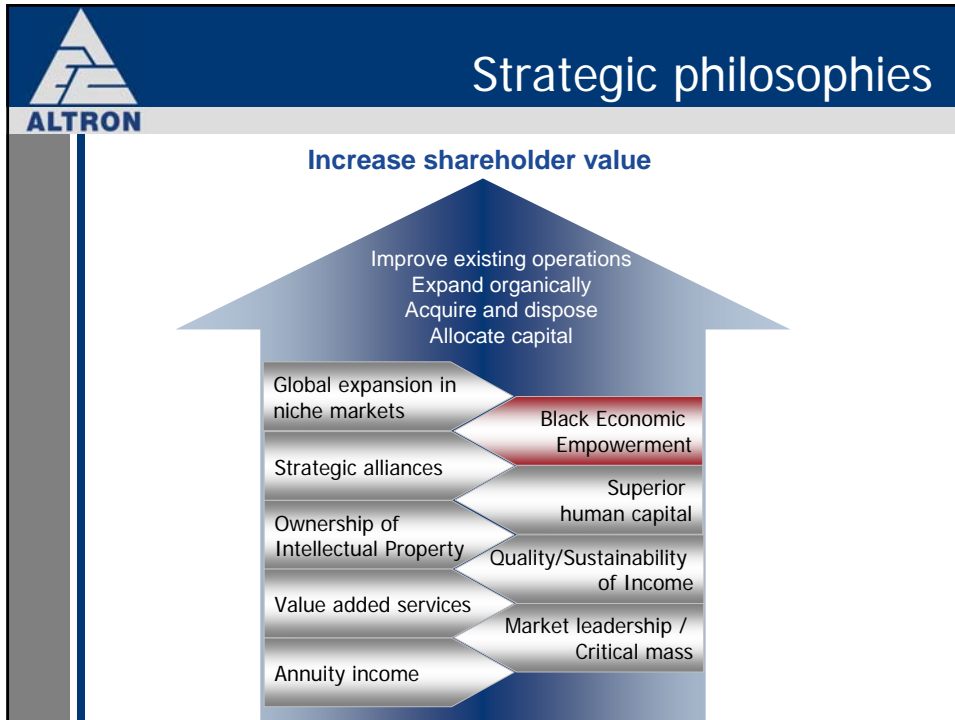 Strategic philosophies
ALTRON
Increase shareholder value
Improve existing operations
Expand organically
Acquire and dispose
Allocate capital
Global expansion in
niche markets
Strategic alliances
Ownership of
Intellectual Property
Value added services
Annuity income
Black Economic
Empowerment
Superior
human capital
Quality/Sustainability
of Income
Market leadership /
Critical mass